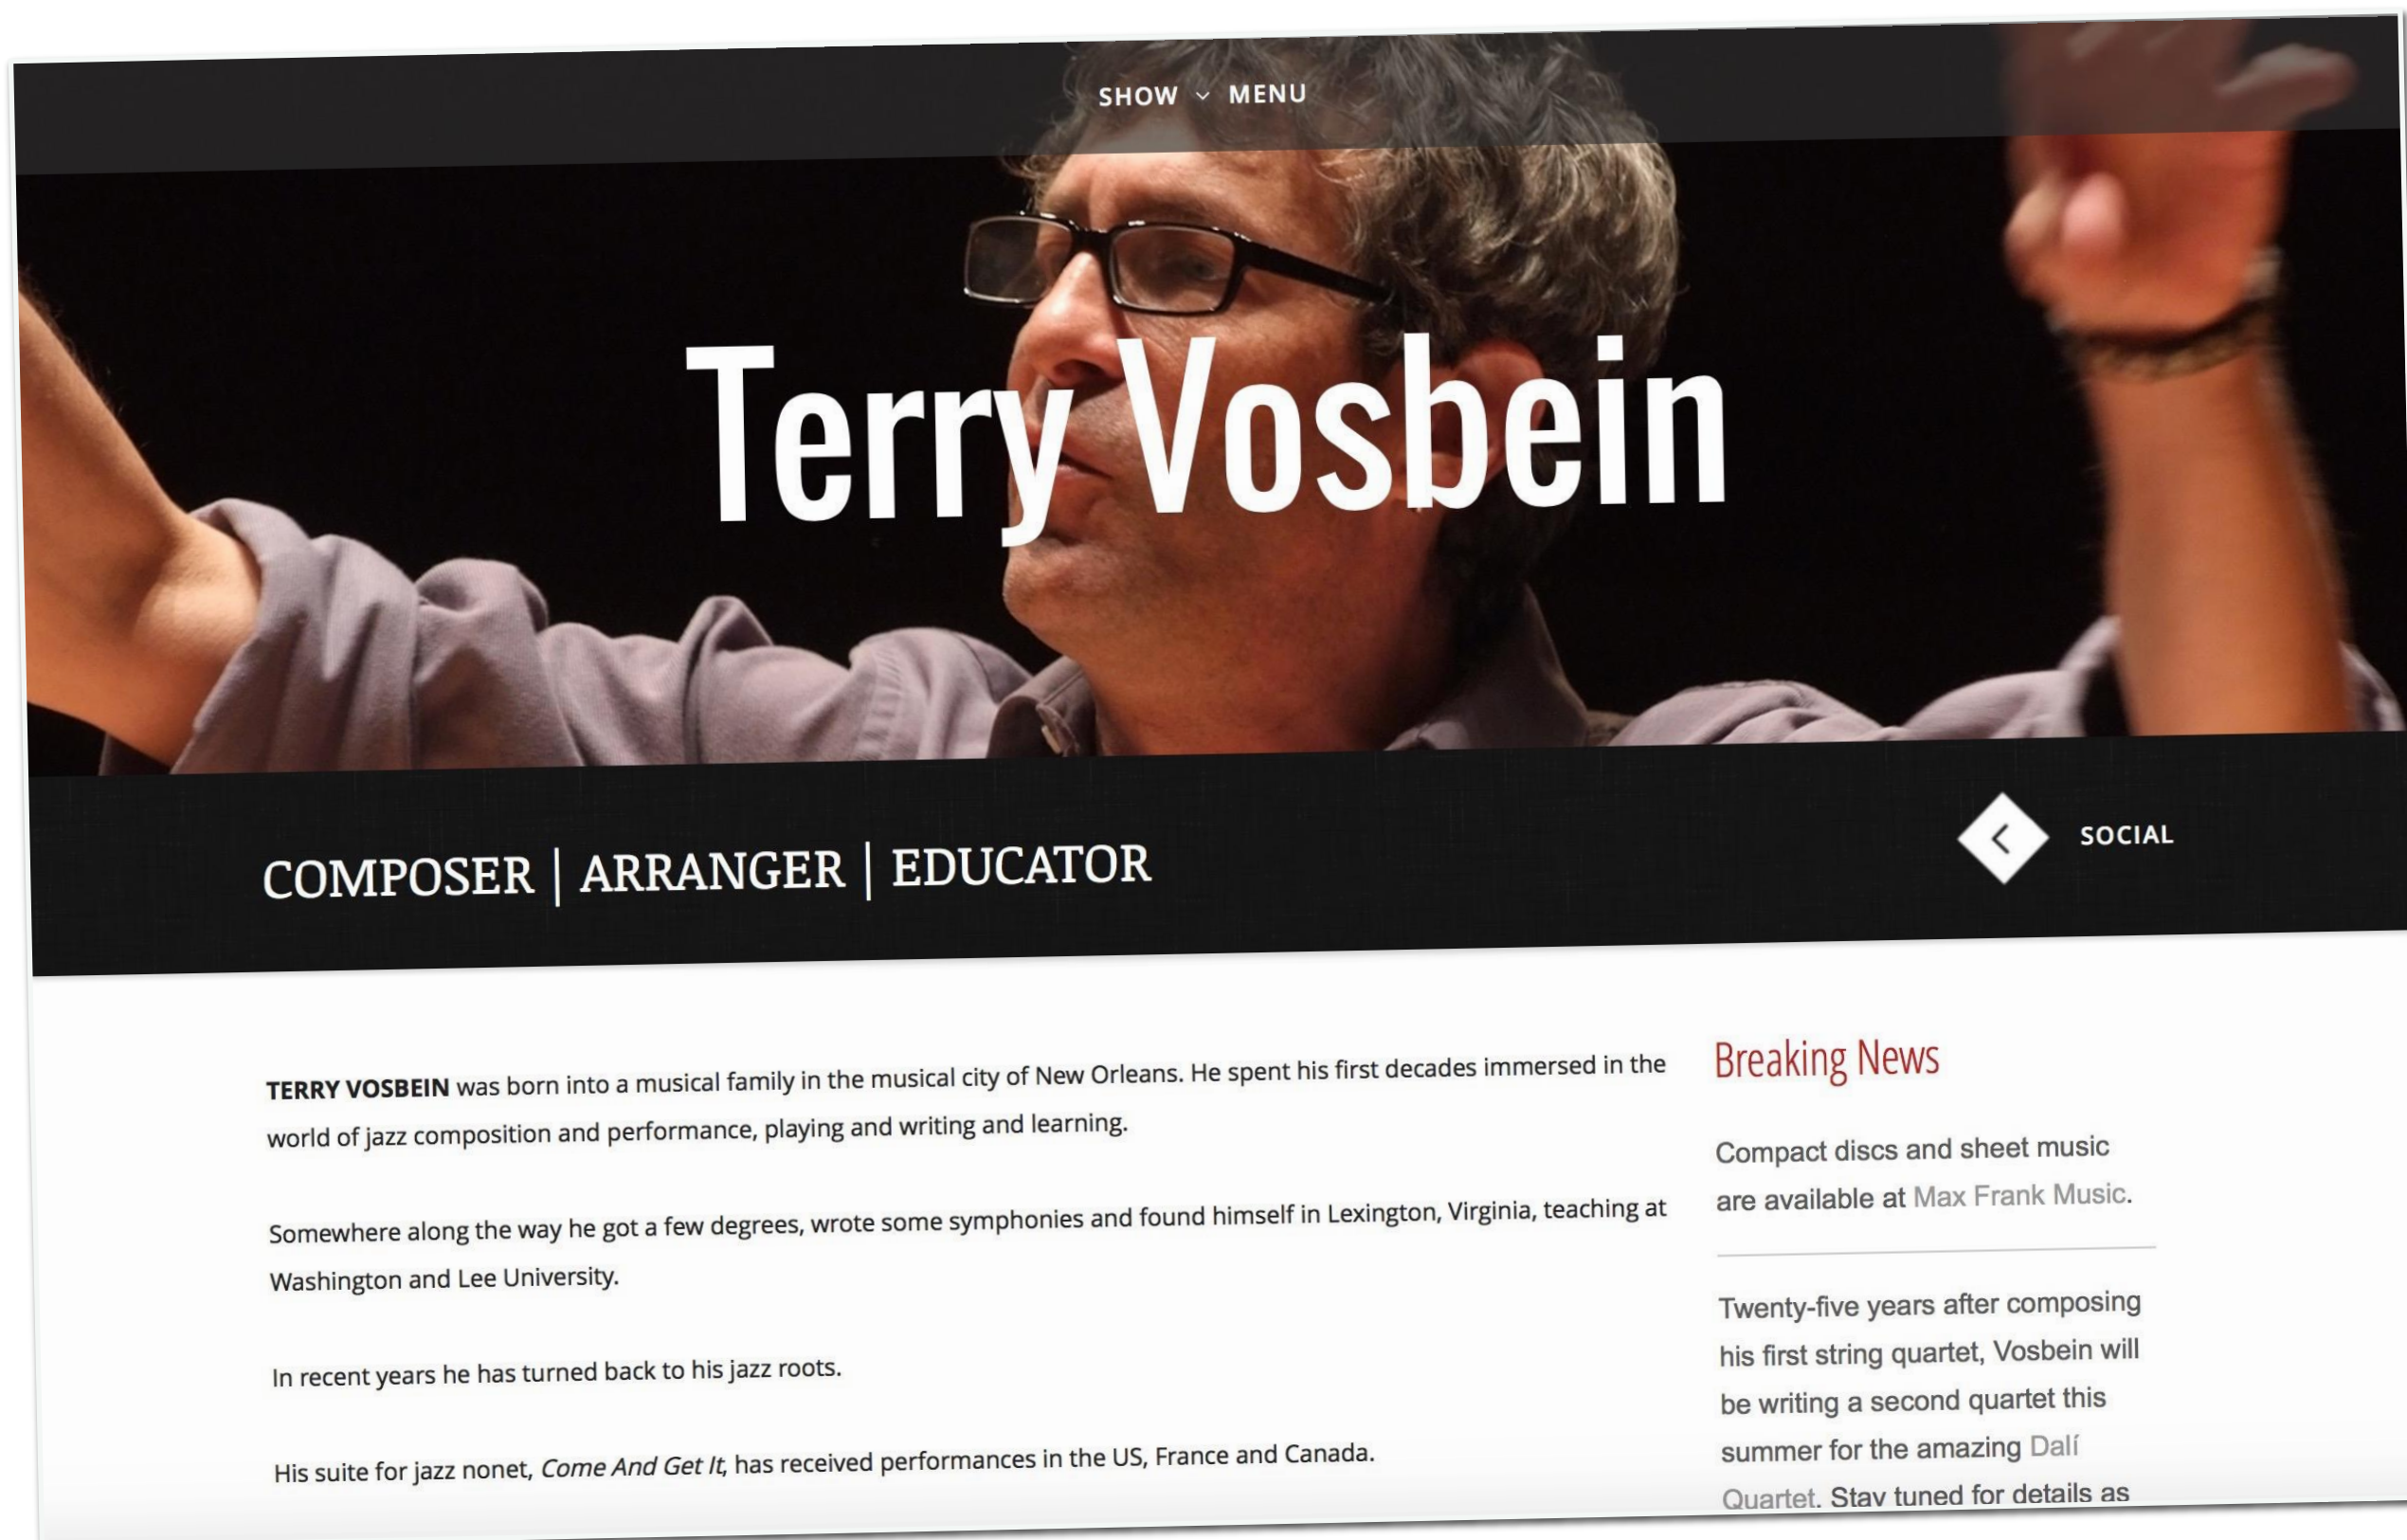 SHOW MENU
Terry Vosbein
COMPOSER | ARRANGER | EDUCATOR
SOCIAL
TERRY VOSBEIN was born into a musical family in the musical city of New Orleans. He spent his first decades immersed in the
world of jazz composition and performance, playing and writing and learning.
Somewhere along the way he got a few degrees, wrote some symphonies and found himself in Lexington, Virginia, teaching at
Washington and Lee University.
In recent years he has turned back to his jazz roots.
His suite for jazz nonet, Come And Get It, has received performances in the US, France and Canada.
Breaking News
Compact discs and sheet music
are available at Max Frank Music.
Twenty-five years after composing
his first string quartet, Vosbein will
be writing a second quartet this
summer for the amazing Dalí
Quartet. Stay tuned for details as